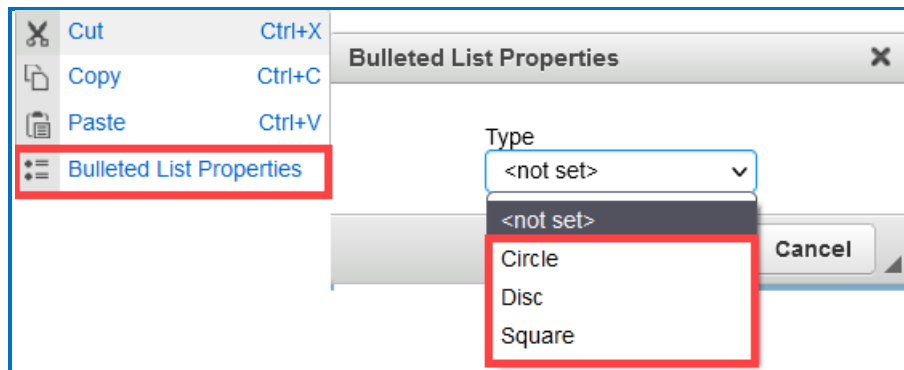 Cut Ctrl+X
Copy Ctrl+C
Paste Ctrl+V
Bulleted List Properties
Bulleted List Properties
Type
<not set>
<not set>
Circle
Disc
Square
Cancel